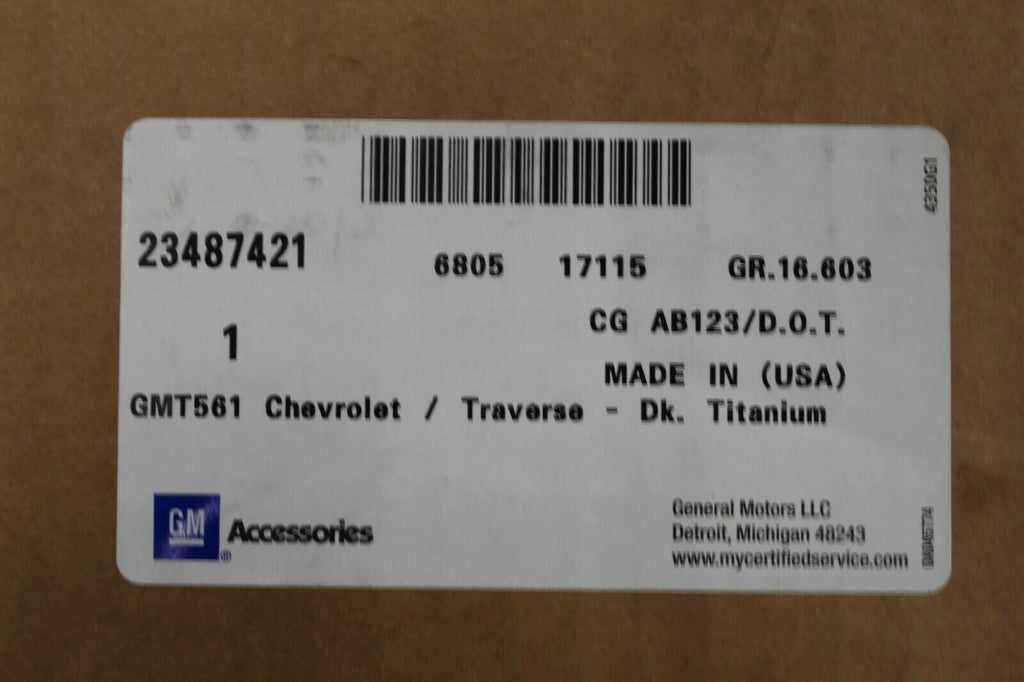 23487421
6805 17115 GR.16.603
CG AB123/D.O.T.
1
MADE IN (USA)
GMT561 Chevrolet / Traverse - Dk. Titanium
GM
® Accessories
General Motors LLC
Detroit, Michigan 48243
www.mycertifiedservice.com